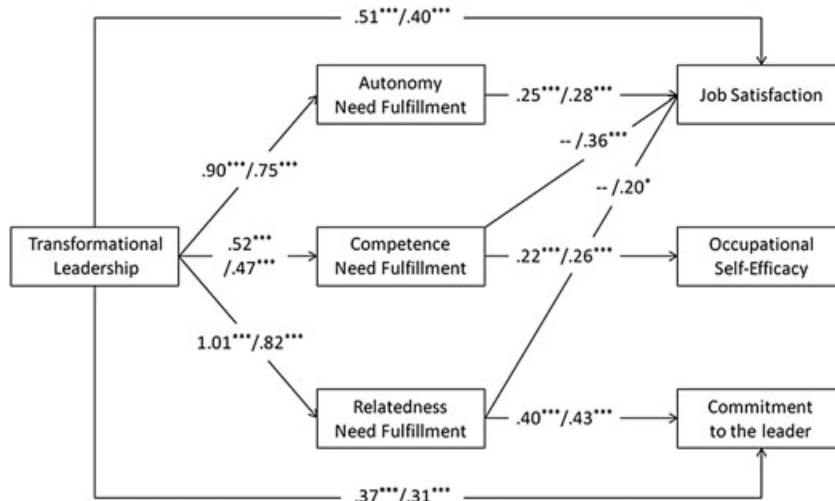 .51***/.40***
Autonomy
Need Fulfillment
.25***/.28***
Job Satisfaction
-- /.36***
.90***/.75***
-- /.20*
Transformational
Leadership
.52***
/.47***
Competence
Need Fulfillment
.22***/.26***
Occupational
Self-Efficacy
1.01***/.82***
Relatedness
Need Fulfillment
.40***/.43***
Commitment
to the leader
.37***/.31***